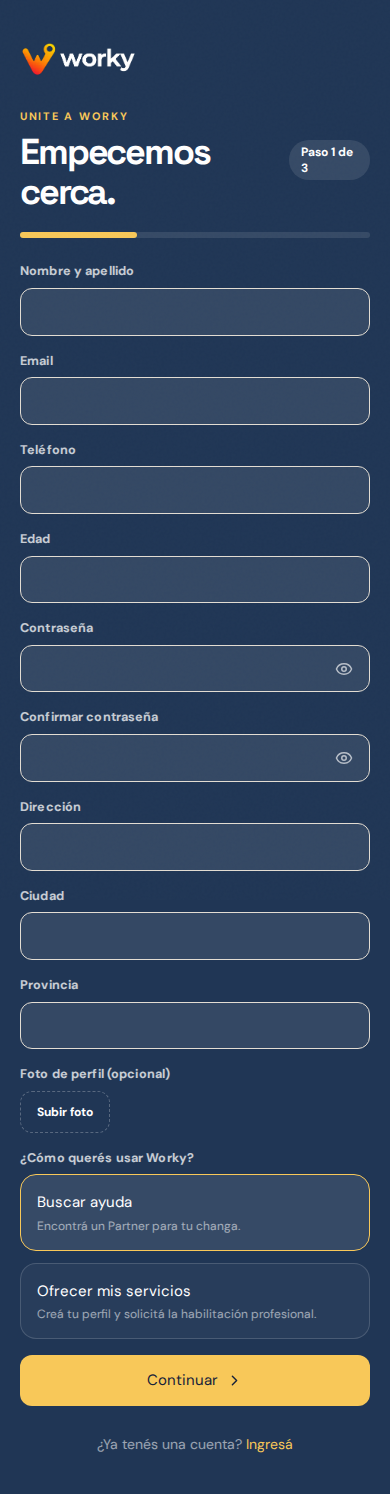 worky
UNITE A WORKY
Empecemos
cerca.
Paso 1 de
3
Nombre y apellido
Email
Teléfono
Edad
Contraseña
Confirmar contraseña
Dirección
Ciudad
Provincia
Foto de perfil (opcional)
Subir foto
¿Cómo querés usar Worky?
Buscar ayuda
Encontrá un Partner para tu changa.
Ofrecer mis servicios
Creá tu perfil y solicitá la habilitación profesional.
Continuar
¿Ya tenés una cuenta? Ingresá